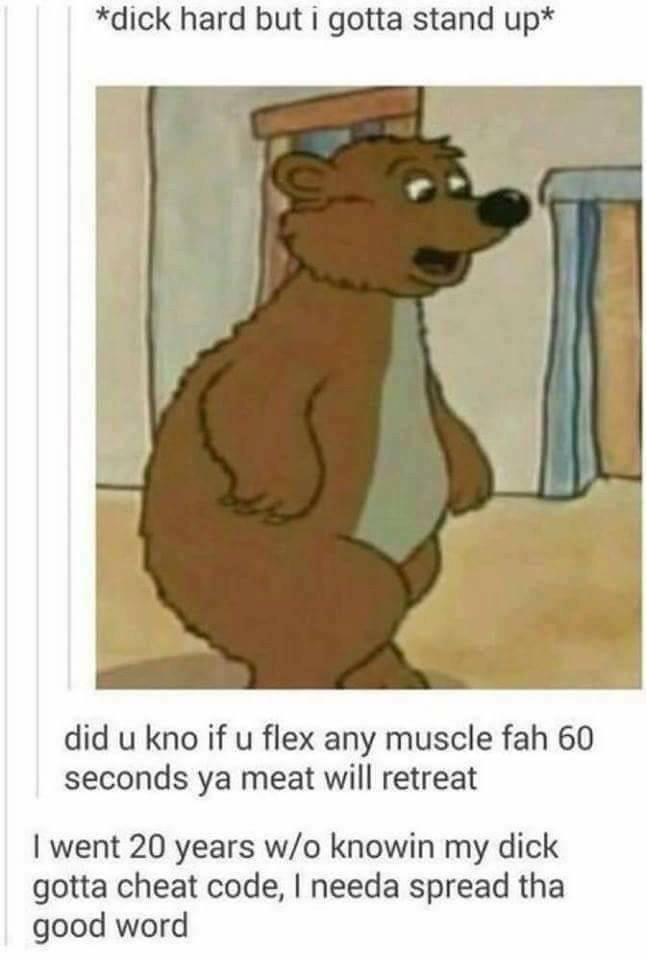 *dick hard but i gotta stand up*
did u kno if u flex any muscle fah 60
seconds ya meat will retreat
I went 20 years w/o knowin my dick
gotta cheat code, I needa spread tha
good word